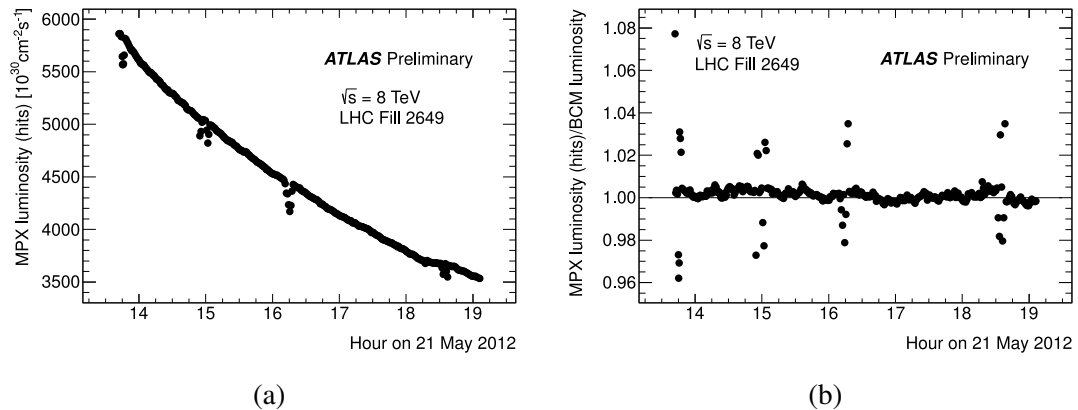 6000
5500
5000
4500
4000
3500
MPX luminosity (hits) [10³⁰cm⁻²s⁻¹]
ATLAS Preliminary
√s = 8 TeV
LHC Fill 2649
14 15 16 17 18 19
Hour on 21 May 2012
(a)
1.08
1.06
1.04
1.02
1.00
0.98
0.96
MPX luminosity (hits)/BCM luminosity
√s = 8 TeV
LHC Fill 2649
ATLAS Preliminary
14 15 16 17 18 19
Hour on 21 May 2012
(b)